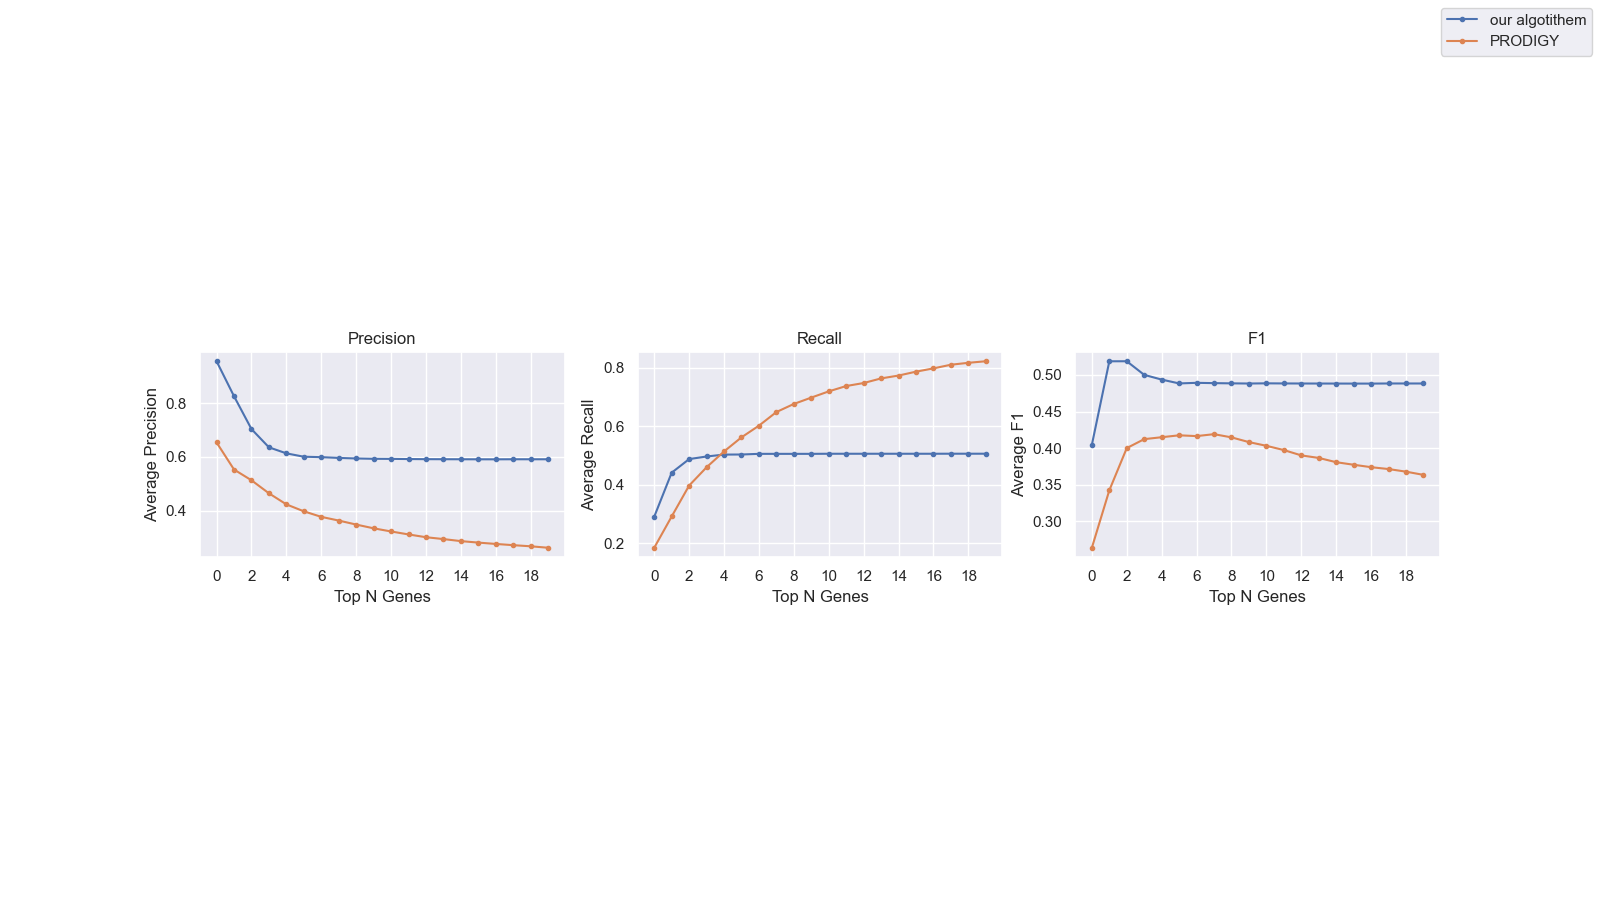 our algotithem
PRODIGY
Precision
Average Precision
0.8
0.6
0.4
0 2 4 6 8 10 12 14 16 18
Top N Genes
Recall
Average Recall
0.8
0.6
0.4
0.2
0 2 4 6 8 10 12 14 16 18
Top N Genes
F1
Average F1
0.50
0.45
0.40
0.35
0.30
0 2 4 6 8 10 12 14 16 18
Top N Genes